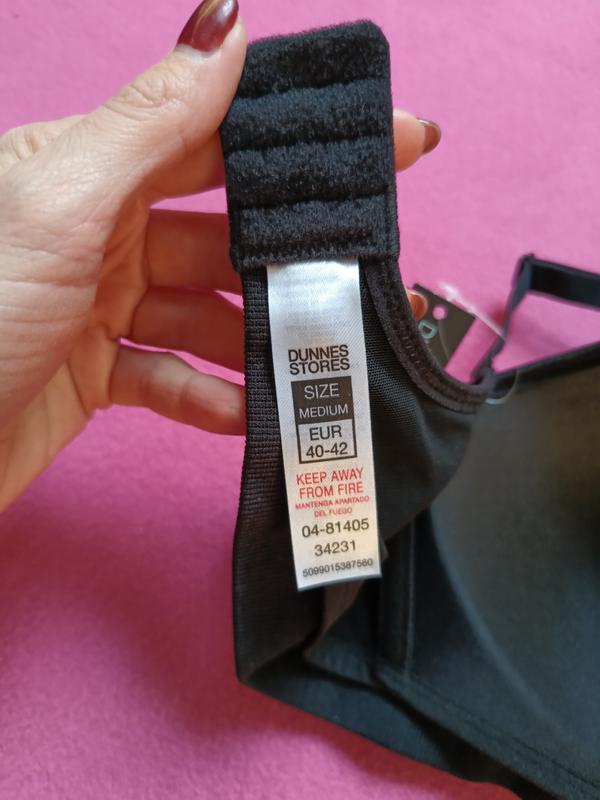 DUNNES
STORES
SIZE
MEDIUM
EUR
40-42
KEEP AWAY
FROM FIRE
MANTENGA APARTADO
DEL FUEGO
04-81405
34231
5099015387560